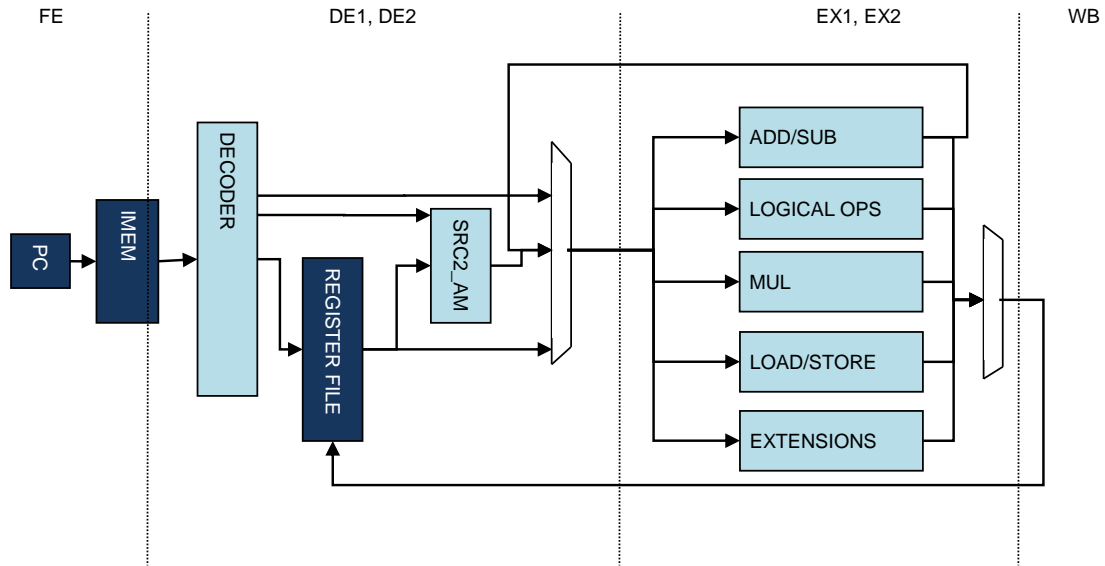 FE
DE1, DE2
EX1, EX2
WB
PC
IMEM
DECODER
REGISTER FILE
SRC2_AM
ADD/SUB
LOGICAL OPS
MUL
LOAD/STORE
EXTENSIONS